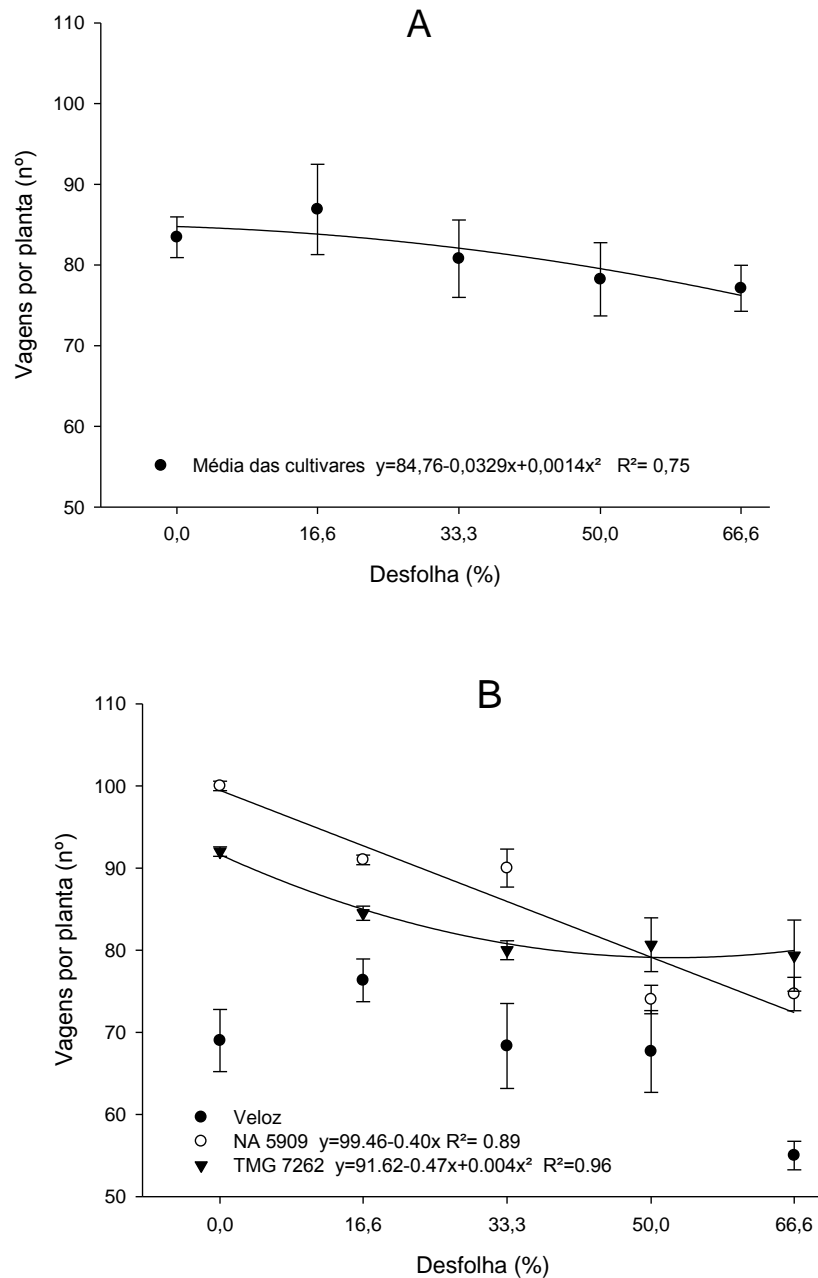 A
110
100
90
80
70
60
50
Vagens por planta (nº)
Média das cultivares y=84,76-0,0329x+0,0014x² R²= 0,75
0,0 16,6 33,3 50,0 66,6
Desfolha (%)
B
110
100
90
80
70
60
50
Vagens por planta (nº)
Veloz
NA 5909 y=99.46-0.40x R²= 0.89
TMG 7262 y=91.62-0.47x+0.004x² R²=0.96
0,0 16,6 33,3 50,0 66,6
Desfolha (%)